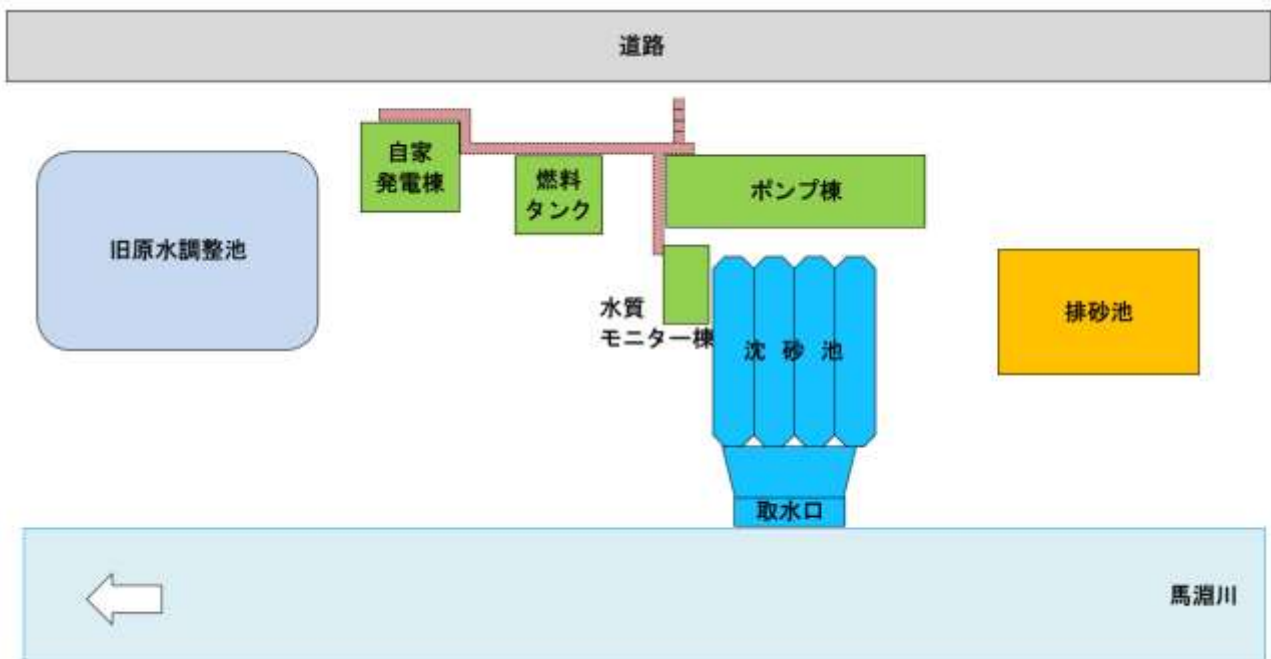 道路
自家
発電棟
燃料
タンク
ポンプ棟
旧原水調整池
水質
モニター棟
沈砂池
排砂池
取水口
馬淵川